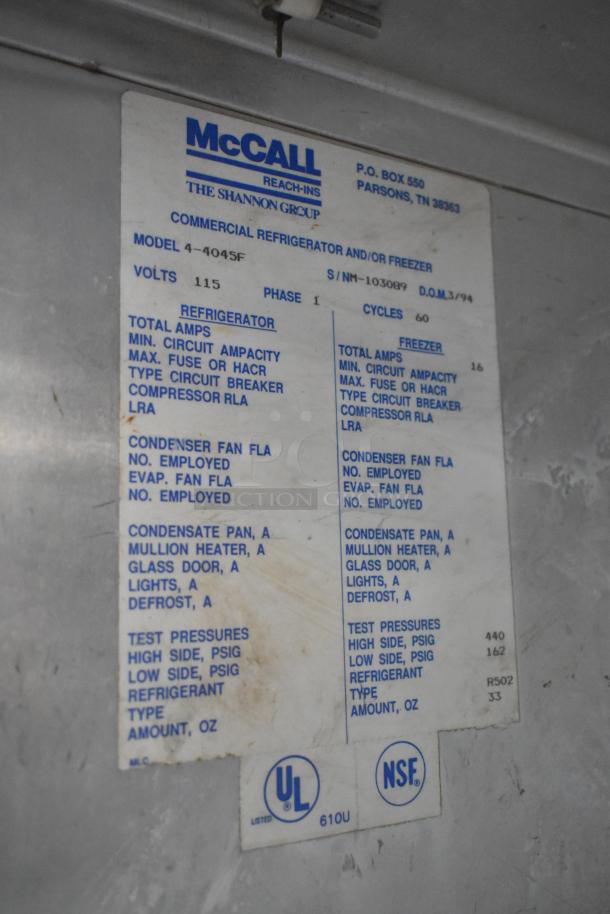 McCALL
REACH-INS
THE SHANNON GROUP
P.O. BOX 550
PARSONS, TN 38363
COMMERCIAL REFRIGERATOR AND/OR FREEZER
MODEL 4-4045F
S/NM-103089 D.O.M.3/94
VOLTS 115
PHASE 1
CYCLES 60
REFRIGERATOR
TOTAL AMPS
MIN. CIRCUIT AMPACITY
MAX. FUSE OR HACR
TYPE CIRCUIT BREAKER
COMPRESSOR RLA
LRA
CONDENSER FAN FLA
NO. EMPLOYED
EVAP. FAN FLA
NO. EMPLOYED
CONDENSATE PAN, A
MULLION HEATER, A
GLASS DOOR, A
LIGHTS, A
DEFROST, A
TEST PRESSURES
HIGH SIDE, PSIG
LOW SIDE, PSIG
REFRIGERANT
TYPE
AMOUNT, OZ
MLC
FREEZER
TOTAL AMPS 16
MIN. CIRCUIT AMPACITY
MAX. FUSE OR HACR
TYPE CIRCUIT BREAKER
COMPRESSOR RLA
LRA
CONDENSER FAN FLA
NO. EMPLOYED
EVAP. FAN FLA
NO. EMPLOYED
CONDENSATE PAN, A
MULLION HEATER, A
GLASS DOOR, A
LIGHTS, A
DEFROST, A
TEST PRESSURES
HIGH SIDE, PSIG 440
LOW SIDE, PSIG 162
REFRIGERANT
TYPE R502
AMOUNT, OZ 33
UL
®
LISTED 610U
NSF®